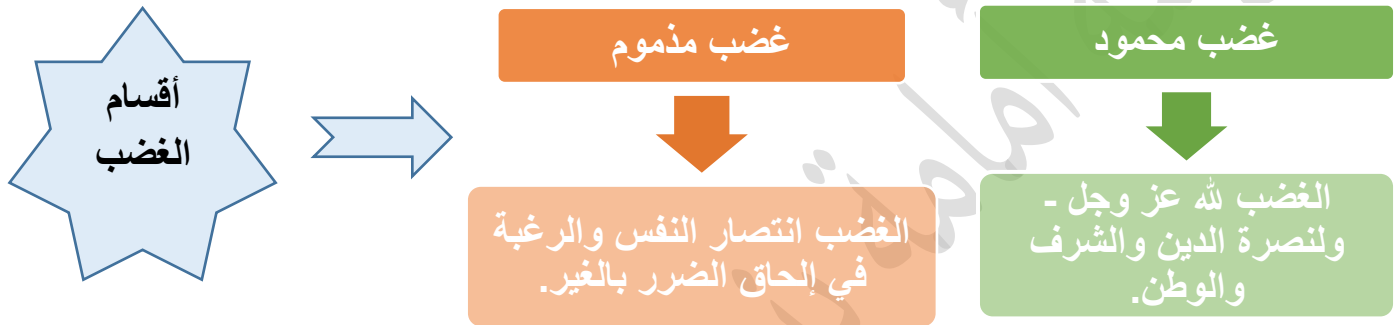 أقسام
الغضب
غضب محمود
الغضب لله عز وجل -
ولنصرة الدين والشرف
والوطن.
غضب مذموم
الغضب انتصار النفس والرغبة
في إلحاق الضرر بالغير.